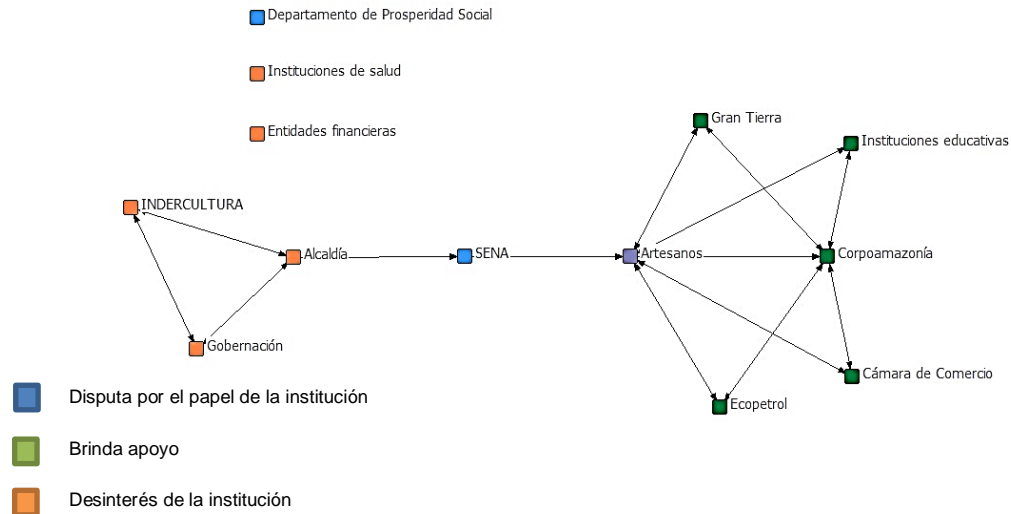 Departamento de Prosperidad Social
Instituciones de salud
Gran Tierra
Entidades financieras
Instituciones educativas
INDERCULTURA
Alcaldía
SENA
Artesanos
Corpoamazonía
Gobernación
Cámara de Comercio
Ecopetrol
Disputa por el papel de la institución
Brinda apoyo
Desinterés de la institución